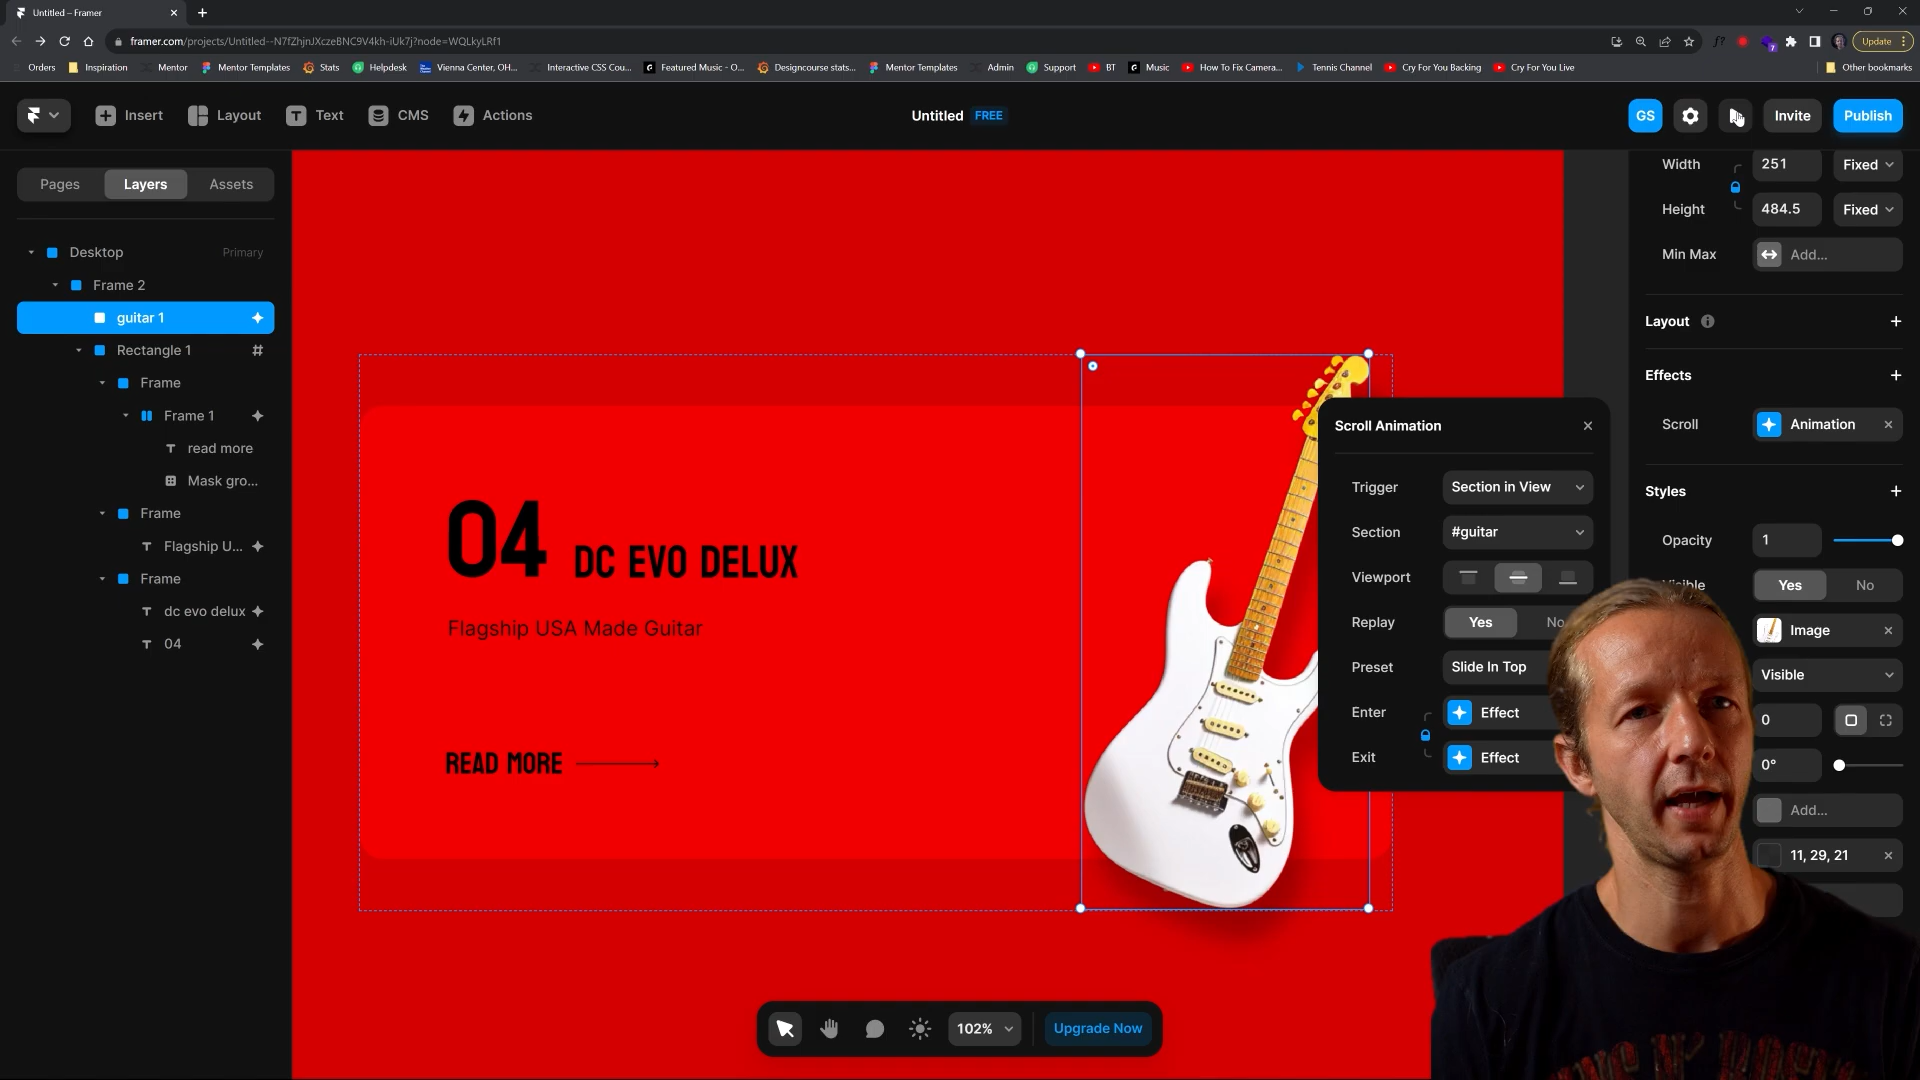 Untitled – Framer
framer.com/projects/Untitled--N7fZhjnJXczeBNC9V4kh-iUk7j?node=WQLkyLRf1
f?
7
Update
Orders Inspiration Mentor Mentor Templates Stats Helpdesk Vienna Center, OH... Interactive CSS Cou... Featured Music - O... Designcourse stats... Mentor Templates Admin Support BT Music How To Fix Camera... Tennis Channel Cry For You Backing Cry For You Live Other bookmarks
Insert Layout Text CMS Actions Untitled FREE GS Invite Publish
Pages Layers Assets
Desktop Primary
Frame 2
guitar 1
Rectangle 1
Frame
Frame 1
read more
Mask gro...
Frame
Flagship U...
Frame
dc evo delux
04
04 DC EVO DELUX
Flagship USA Made Guitar
READ MORE
Scroll Animation
Trigger Section in View
Section #guitar
Viewport
Replay Yes No
Preset Slide In Top
Enter Effect
Exit Effect
Width 251 Fixed
Height 484.5 Fixed
Min Max Add...
Layout
Effects
Scroll Animation
Styles
Opacity 1
Yes No
Image
Visible
0
0°
Add...
11, 29, 21
102% Upgrade Now